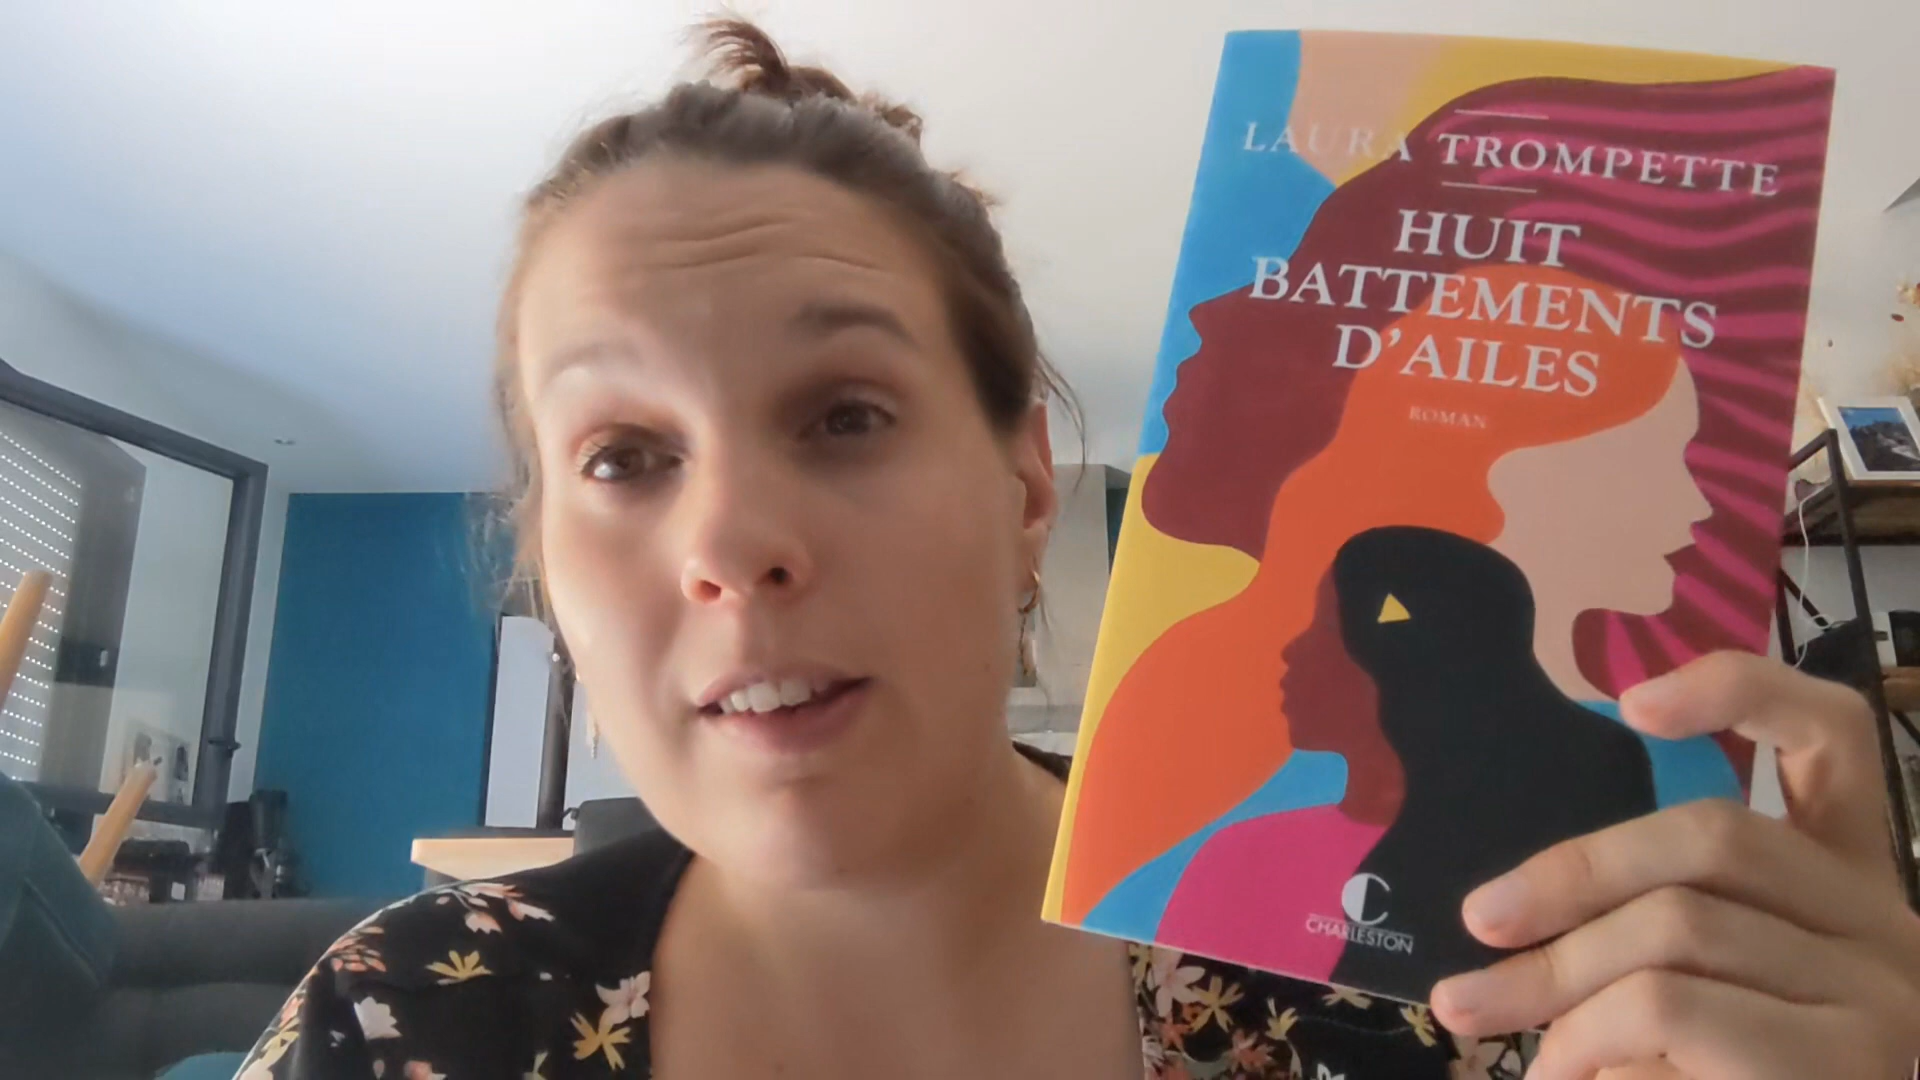 LAURA TROMPETTE
HUIT
BATTEMENTS
D'AILES
ROMAN
C
CHARLESTON